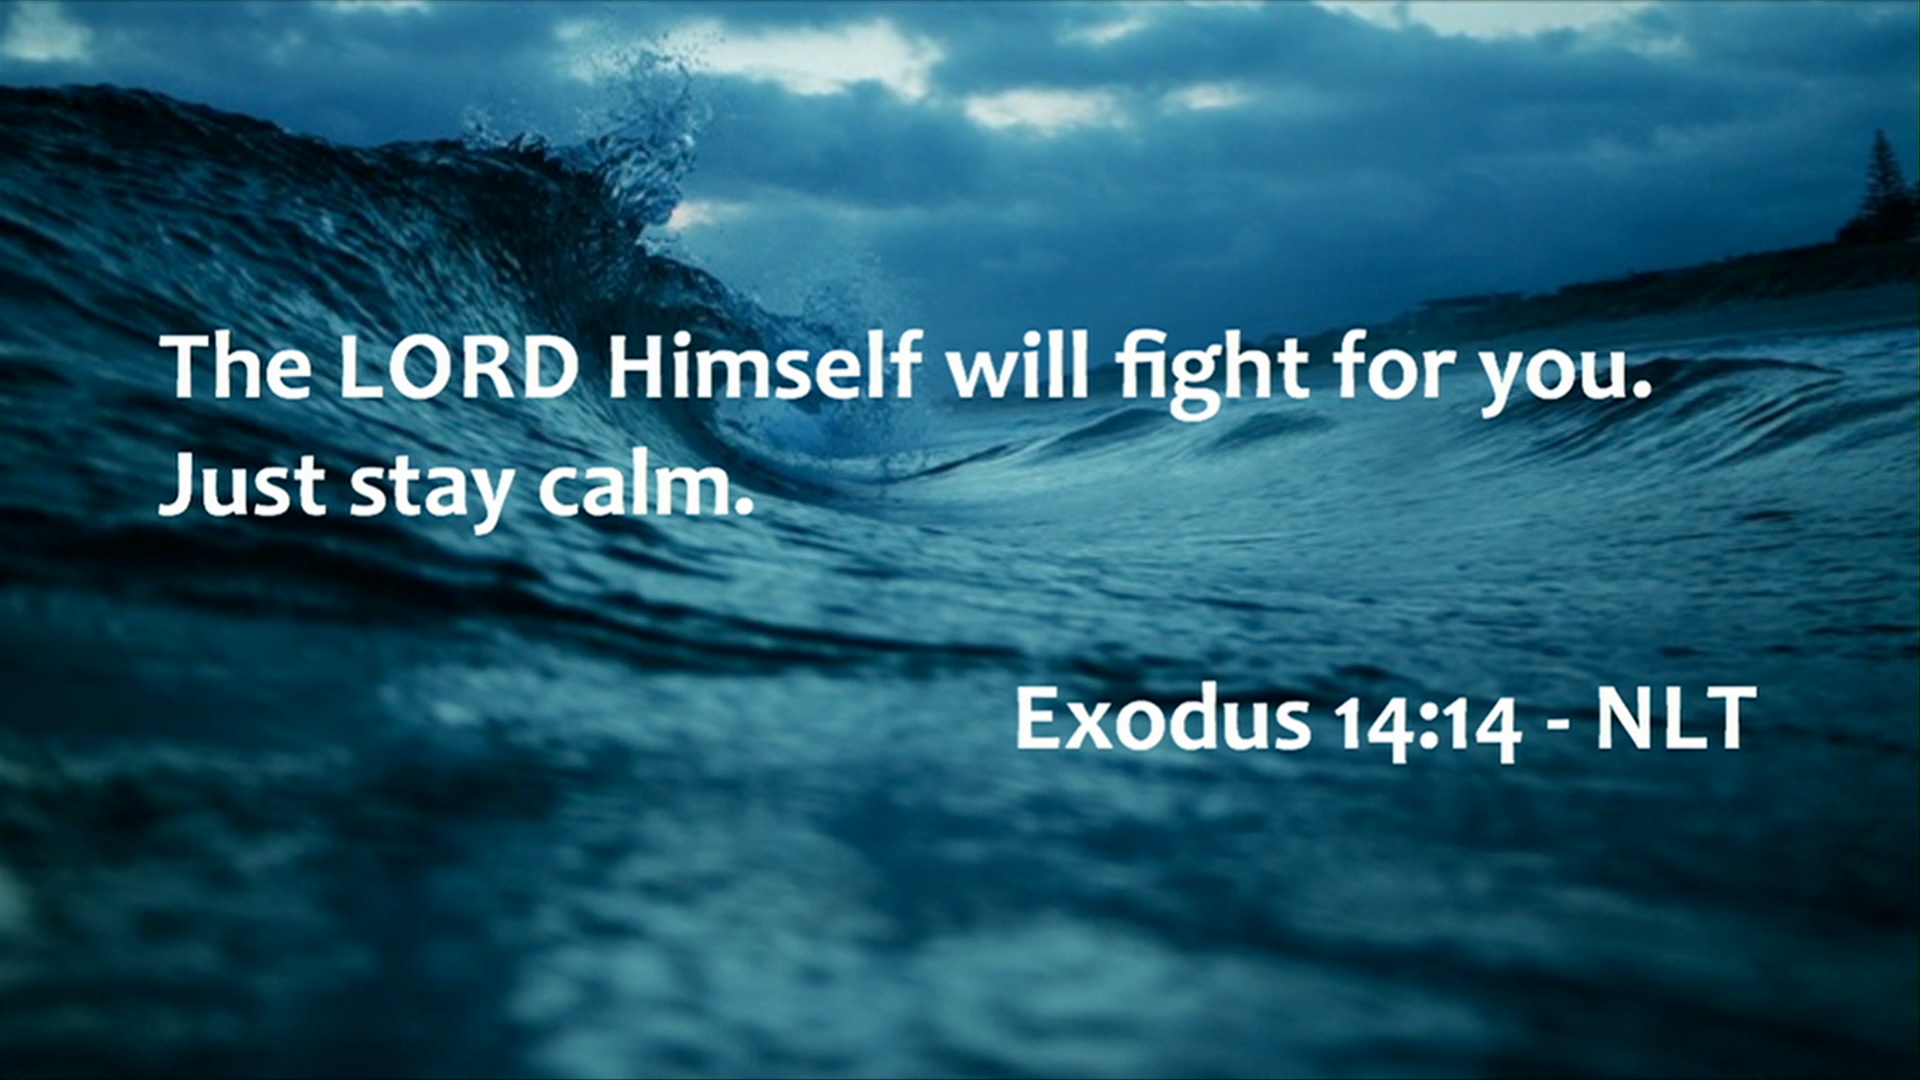 The LORD Himself will fight for you.
Just stay calm.
Exodus 14:14 - NLT